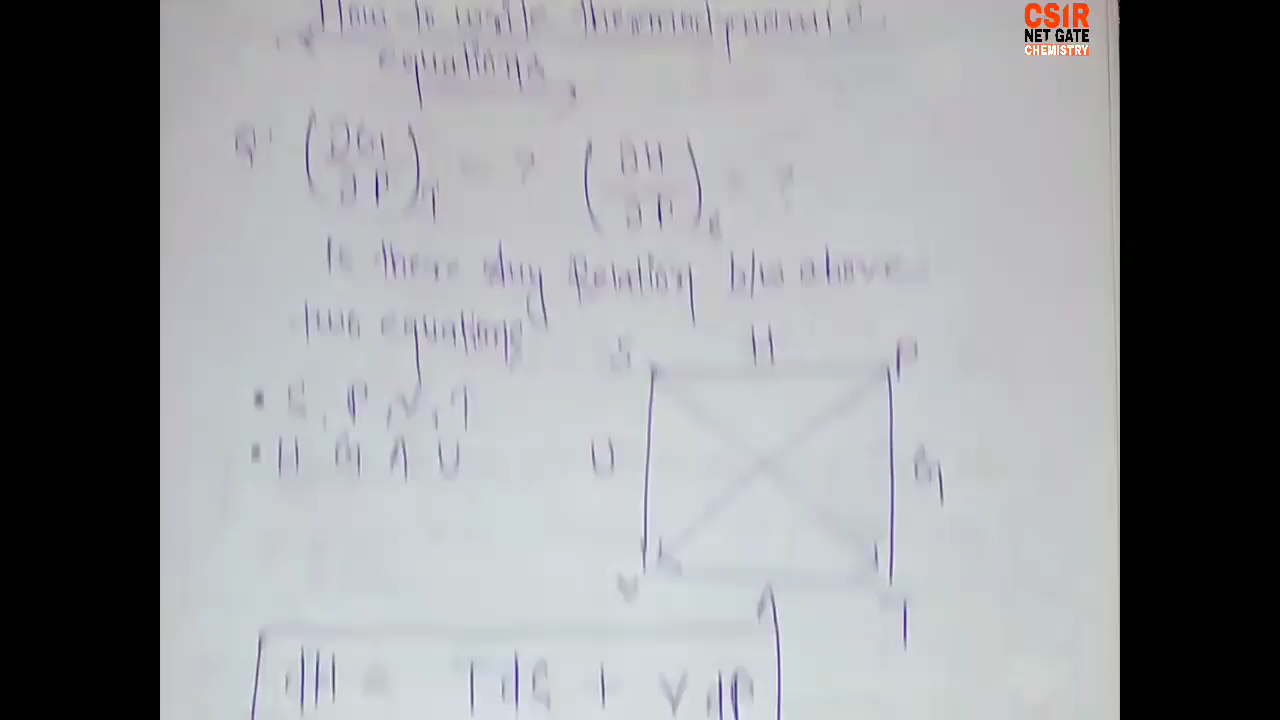 CSIR
NET GATE
CHEMISTRY
How to write thermodynamic
equations
Q: (∂G/∂P)T = ? (∂H/∂P)S = ?
Is there any Relation b/w above
two equations
• S, P, V, T
• H G A U
S H P
U G
V A T
dH = TdS + VdP